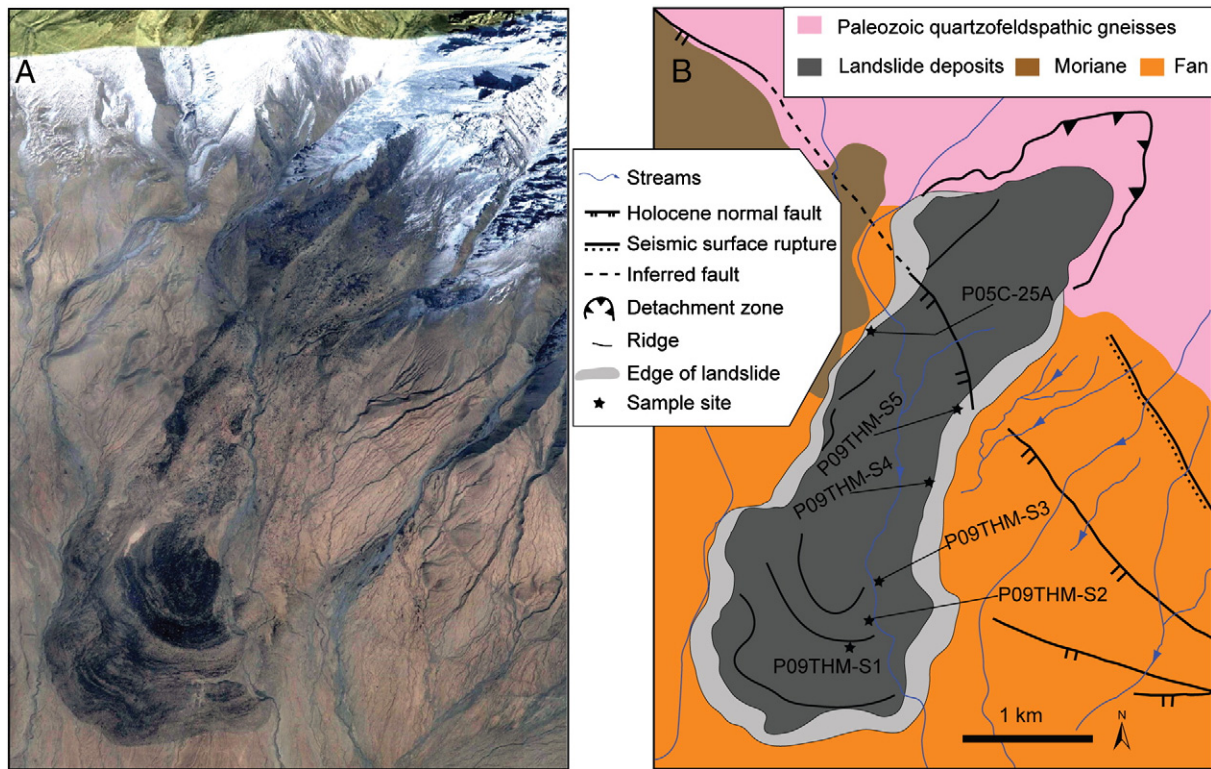 A
B
Paleozoic quartzofeldspathic gneisses
Landslide deposits
Moriane
Fan
Streams
Holocene normal fault
Seismic surface rupture
Inferred fault
Detachment zone
Ridge
Edge of landslide
Sample site
P05C-25A
P09THM-S5
P09THM-S4
P09THM-S3
P09THM-S2
P09THM-S1
1 km
N